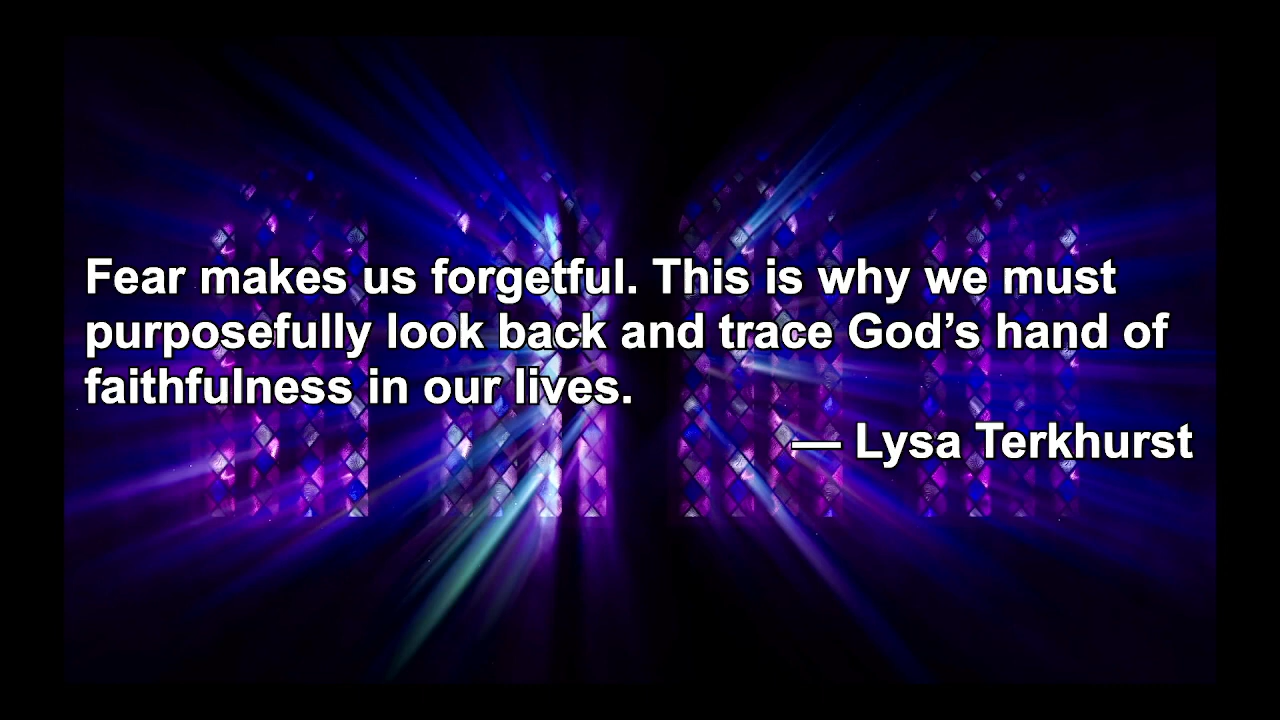 Fear makes us forgetful. This is why we must
purposefully look back and trace God’s hand of
faithfulness in our lives.
— Lysa Terkhurst